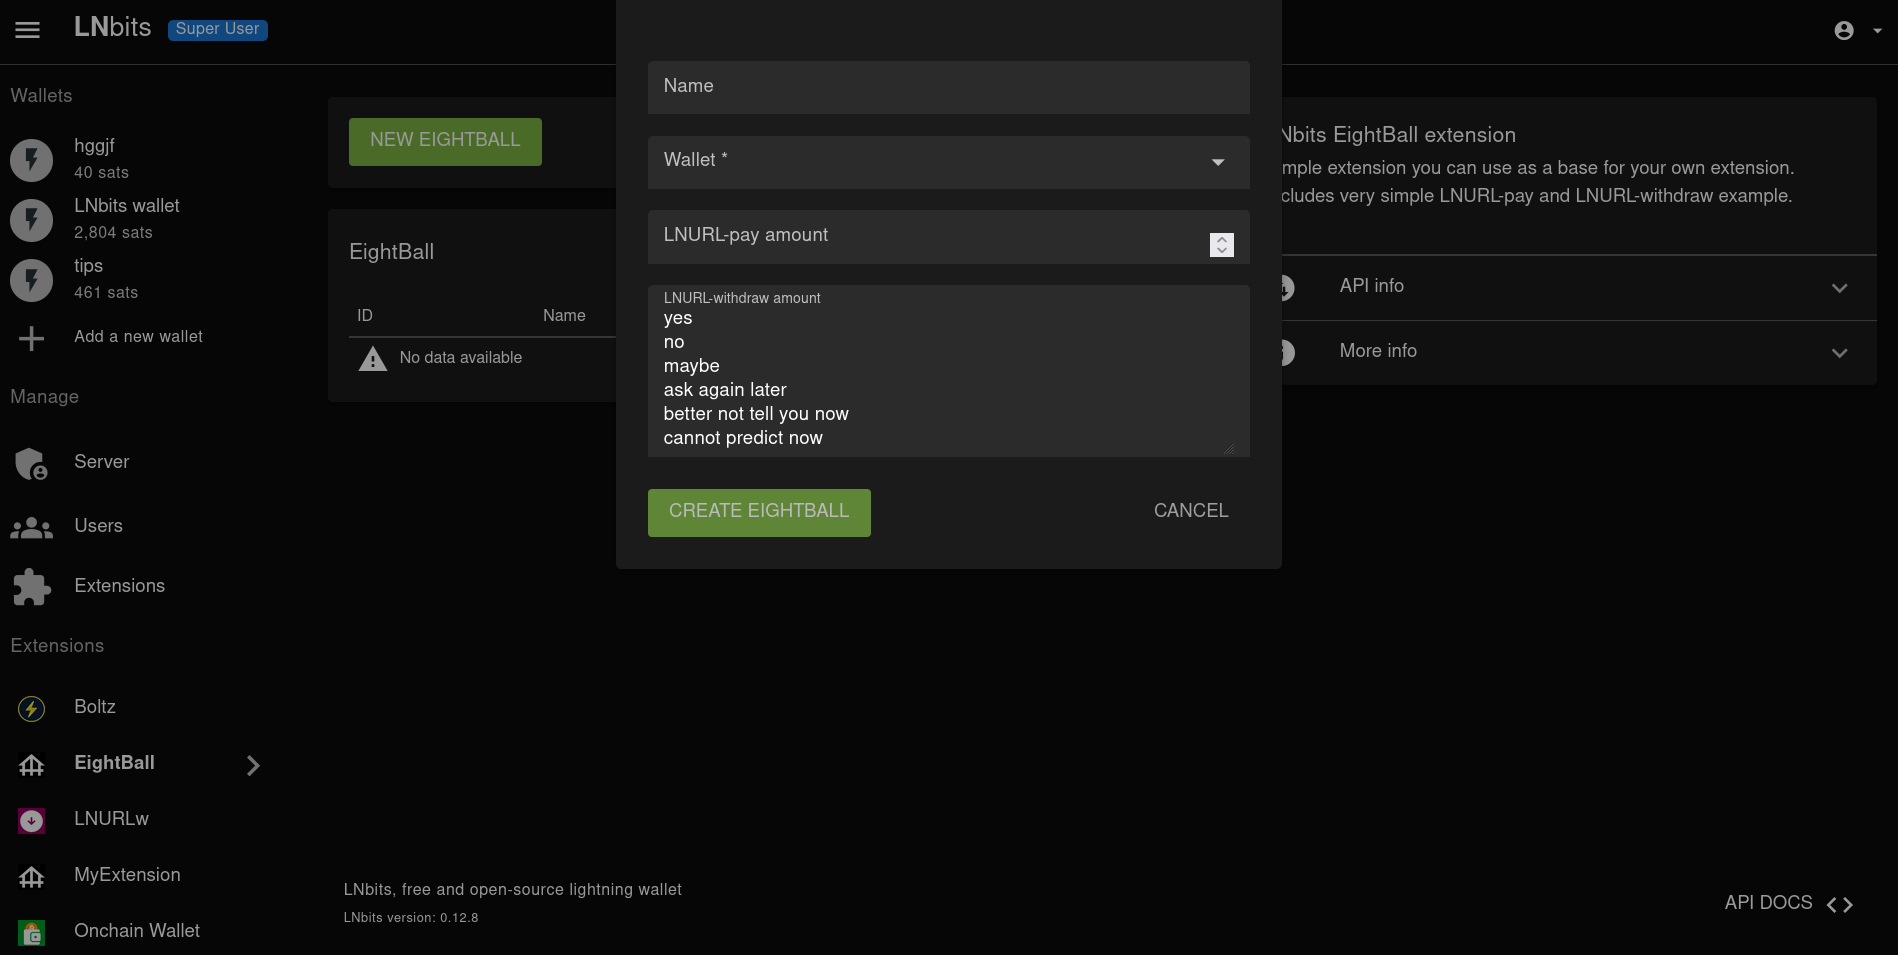 LNbits Super User
Wallets
hggjf
40 sats
LNbits wallet
2,804 sats
tips
461 sats
Add a new wallet
Manage
Server
Users
Extensions
Extensions
Boltz
EightBall
LNURLw
MyExtension
Onchain Wallet
NEW EIGHTBALL
EightBall
ID Name
No data available
Name
Wallet *
LNURL-pay amount
LNURL-withdraw amount
yes
no
maybe
ask again later
better not tell you now
cannot predict now
CREATE EIGHTBALL CANCEL
Nbits EightBall extension
mple extension you can use as a base for your own extension.
cludes very simple LNURL-pay and LNURL-withdraw example.
API info
More info
LNbits, free and open-source lightning wallet
LNbits version: 0.12.8
API DOCS